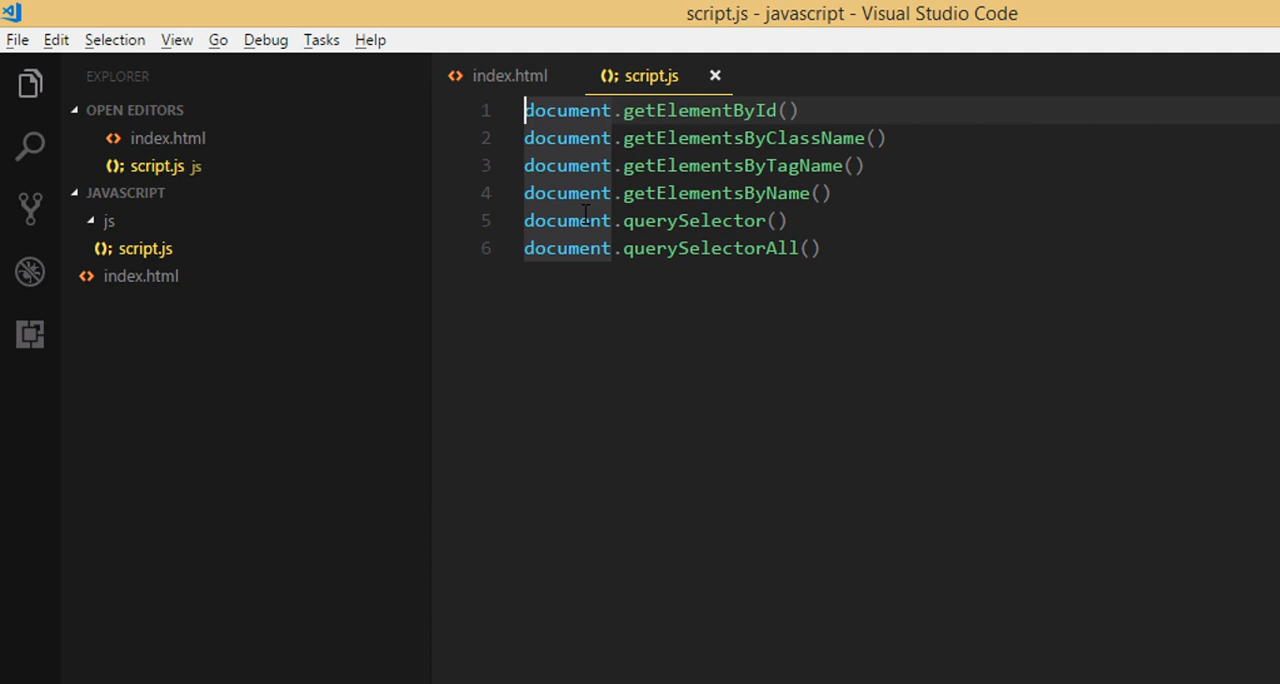 script.js - javascript - Visual Studio Code
File Edit Selection View Go Debug Tasks Help
EXPLORER
OPEN EDITORS
index.html
script.js js
JAVASCRIPT
js
script.js
index.html
index.html script.js
1 document.getElementById()
2 document.getElementsByClassName()
3 document.getElementsByTagName()
4 document.getElementsByName()
5 document.querySelector()
6 document.querySelectorAll()